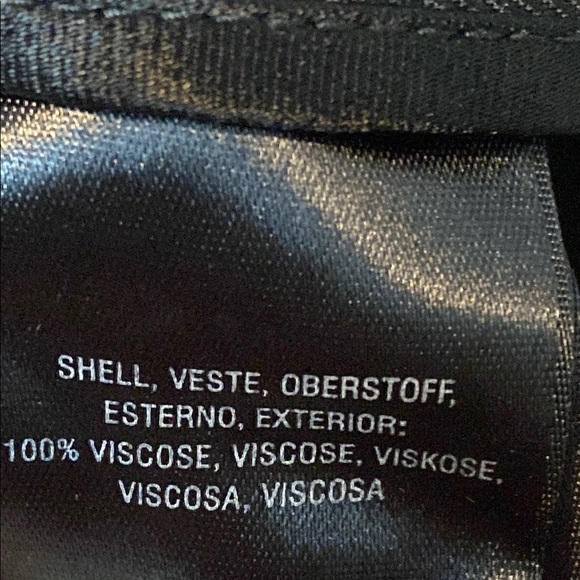 SHELL, VESTE, OBERSTOFF,
ESTERNO, EXTERIOR:
100% VISCOSE, VISCOSE, VISKOSE,
VISCOSA, VISCOSA